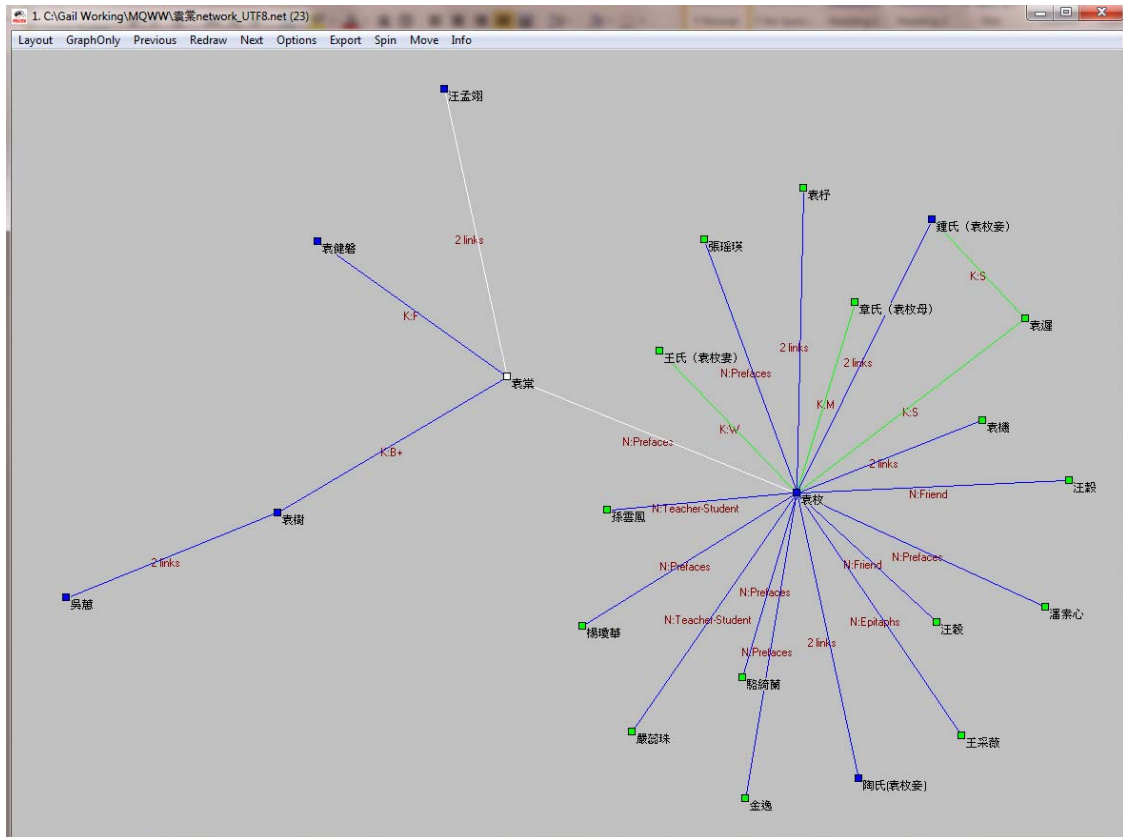 1. C:\Gail Working\MQWW\袁棠network_UTF8.net (23)
Layout GraphOnly Previous Redraw Next Options Export Spin Move Info
汪孟翊
袁杼
鍾氏（袁枚妾）
2 links
張瑤瑛
袁健磐
K:S
章氏（袁枚母）
K:F
袁遲
2 links
王氏（袁枚妻）
2 links
N:Prefaces
袁棠
K:M
K:S
袁機
K:W
N:Prefaces
K:B+
2 links
汪穀
N:Friend
袁枚
孫雲鳳
N:Teacher-Student
袁樹
N:Prefaces
2 links
N:Prefaces
N:Friend
N:Prefaces
吳蕙
潘素心
N:Teacher-Student
N:Epitaphs
汪穀
楊瓊華
2 links
N:Prefaces
駱綺蘭
嚴蕊珠
王采薇
陶氏(袁枚妾)
金逸